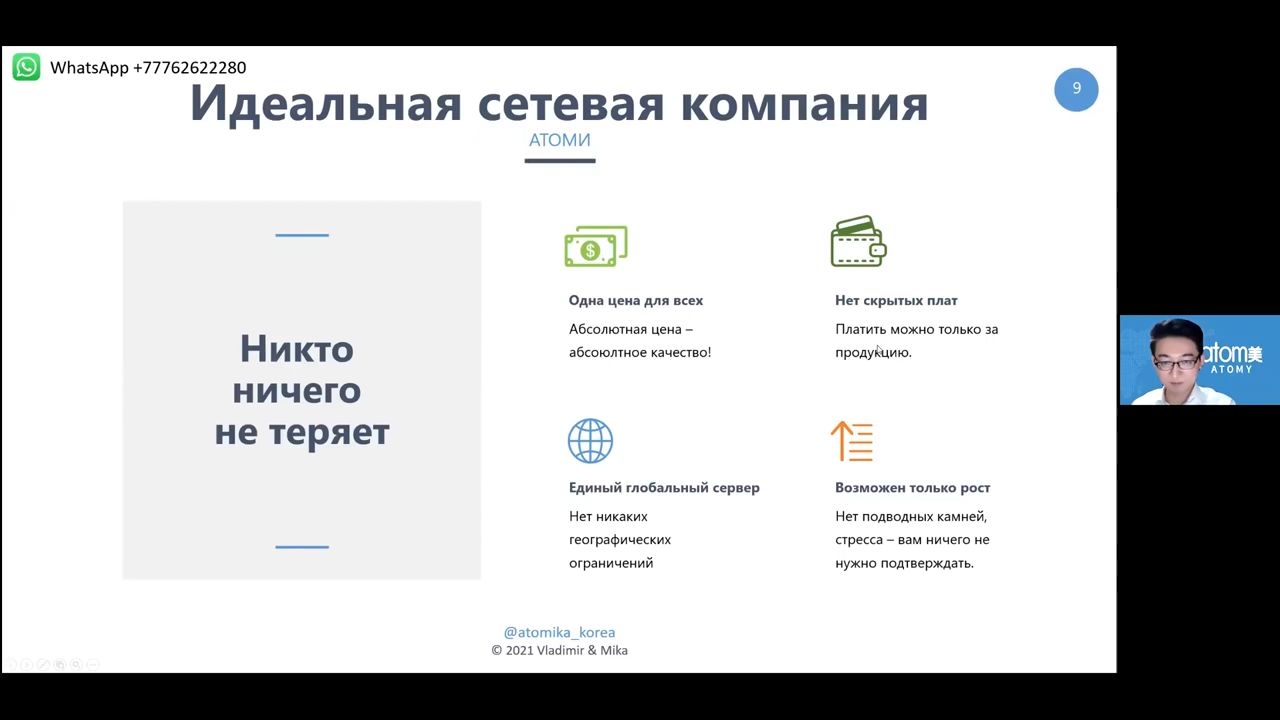 WhatsApp +77762622280
Идеальная сетевая компания
9
АТОМИ
Никто
ничего
не теряет
Одна цена для всех
Абсолютная цена –
абсоюлтное качество!
Нет скрытых плат
Платить можно только за
продукцию.
Единый глобальный сервер
Нет никаких
географических
ограничений
Возможен только рост
Нет подводных камней,
стресса – вам ничего не
нужно подтверждать.
@atomika_korea
© 2021 Vladimir & Mika
atom美
ATOMY